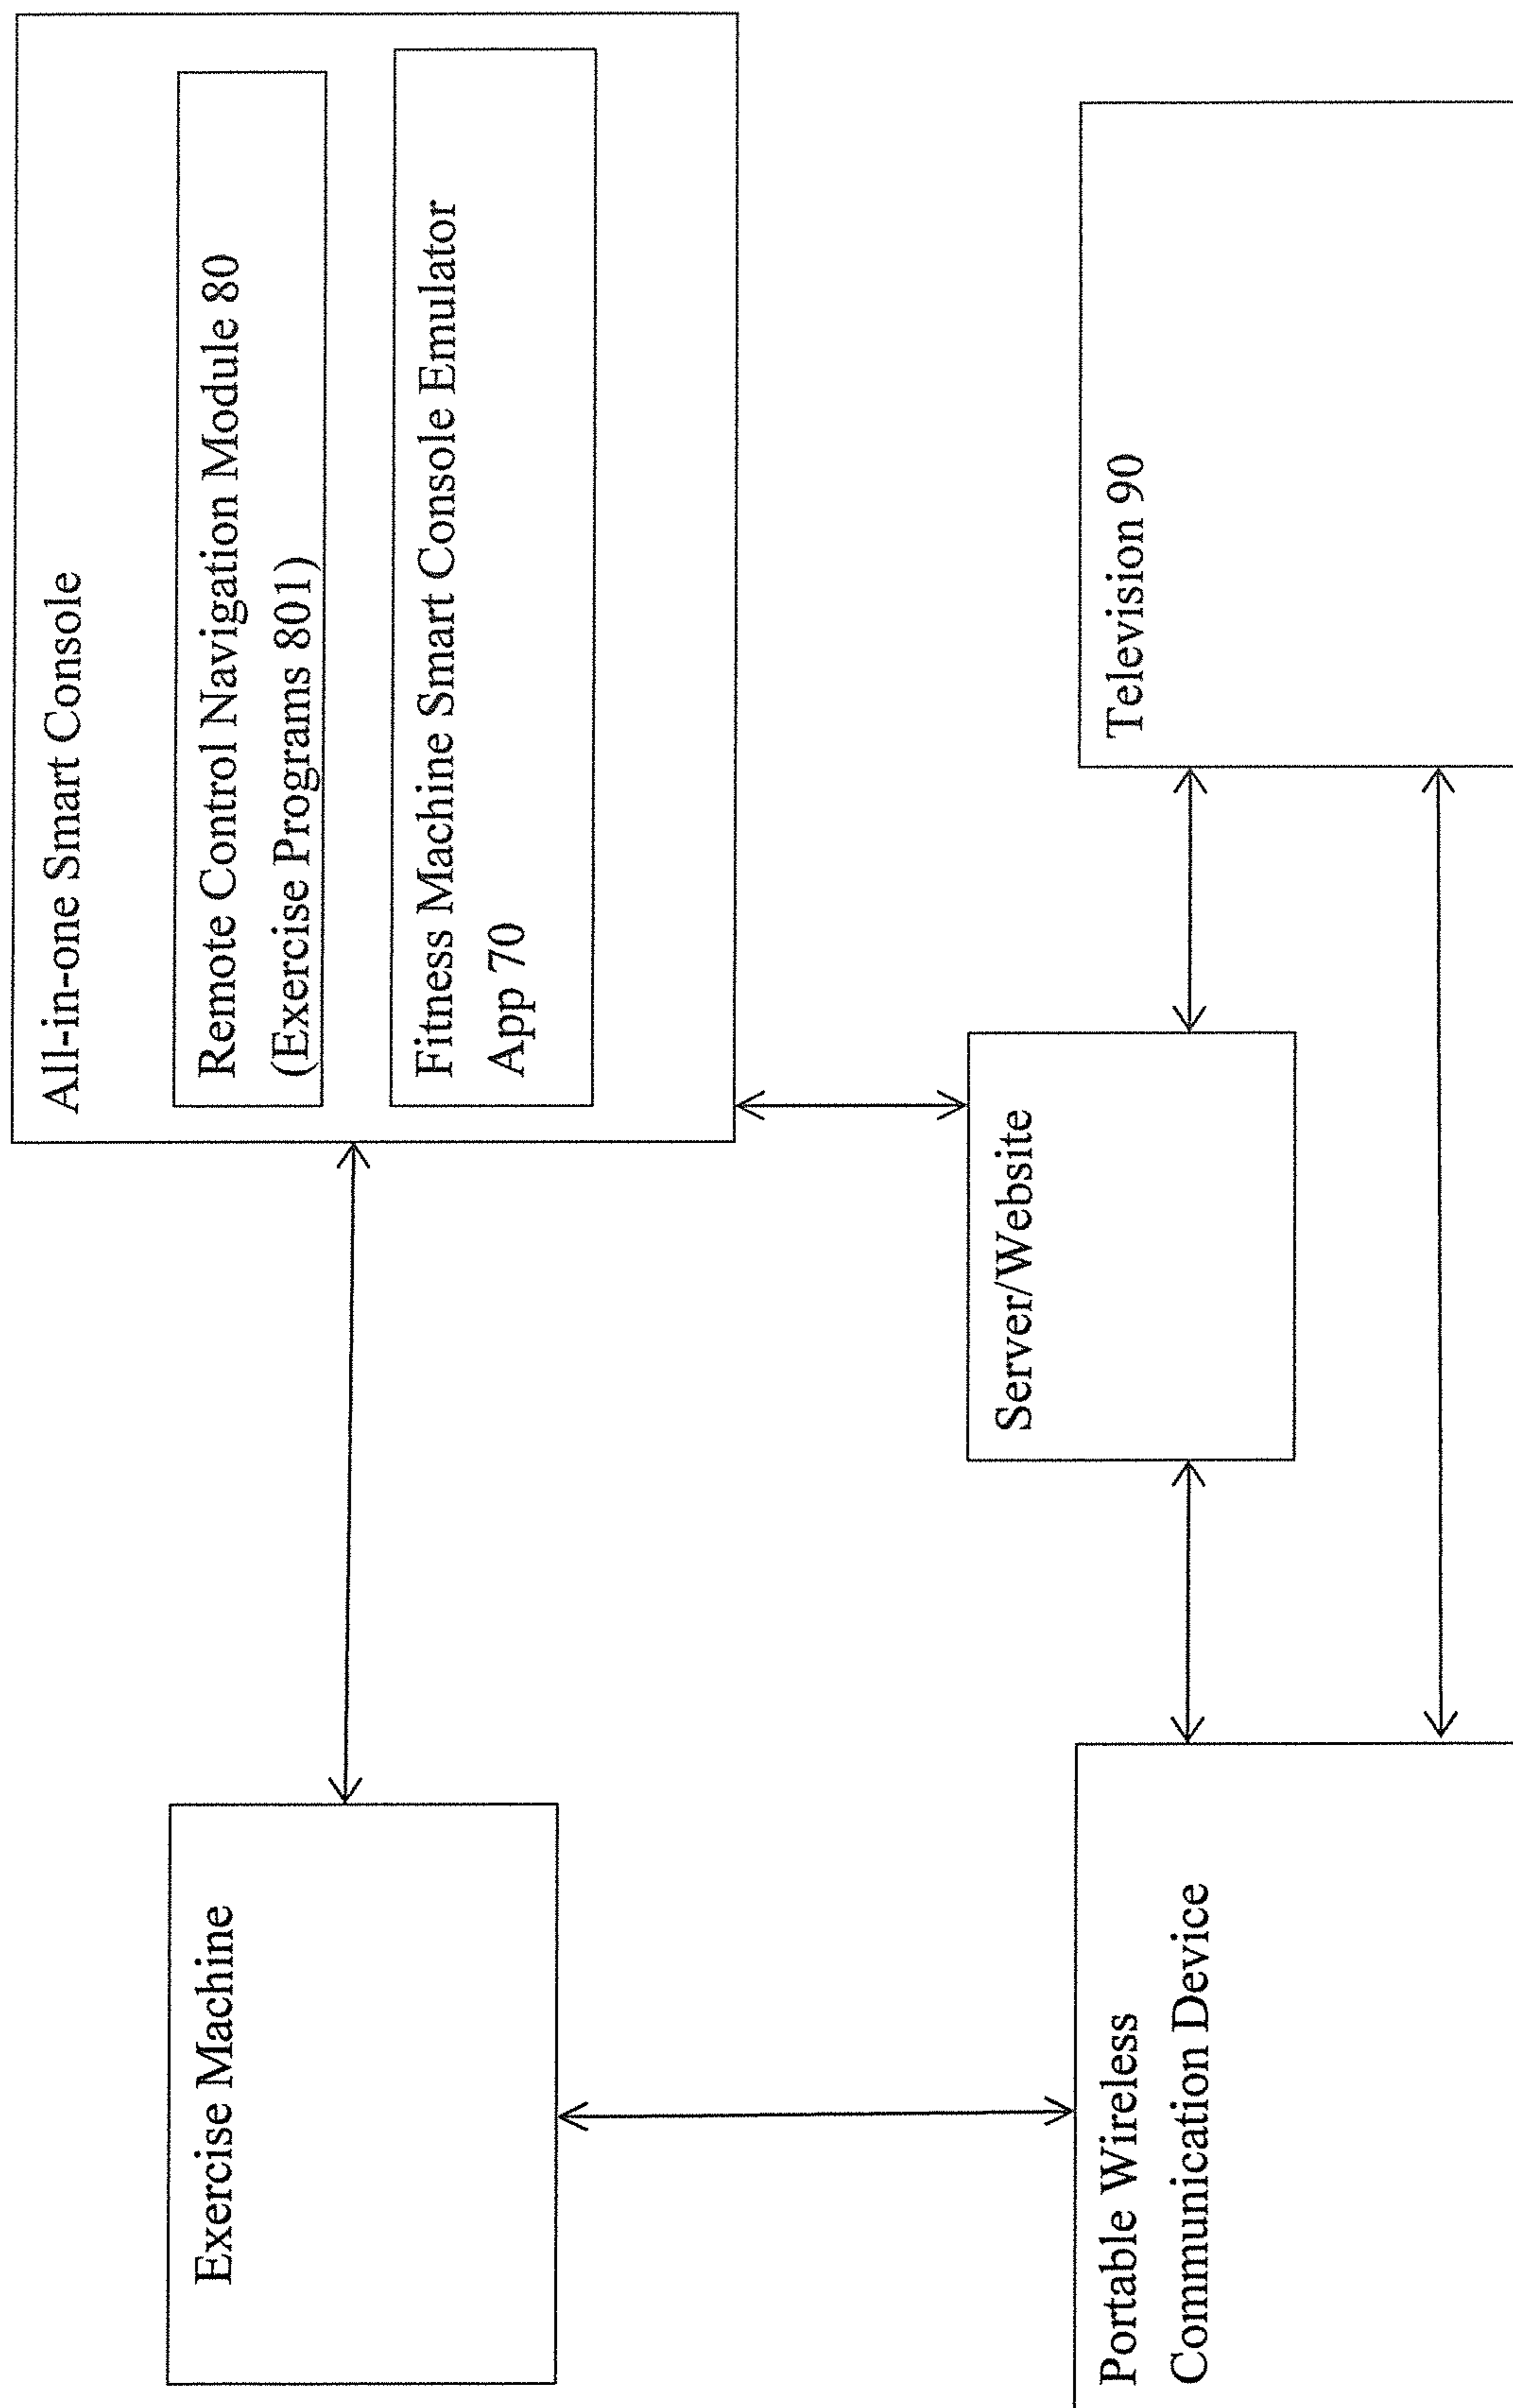 All-in-one Smart Console
Remote Control Navigation Module 80
(Exercise Programs 801)
Fitness Machine Smart Console Emulator
App 70
Exercise Machine
Server/Website
Television 90
Portable Wireless
Communication Device